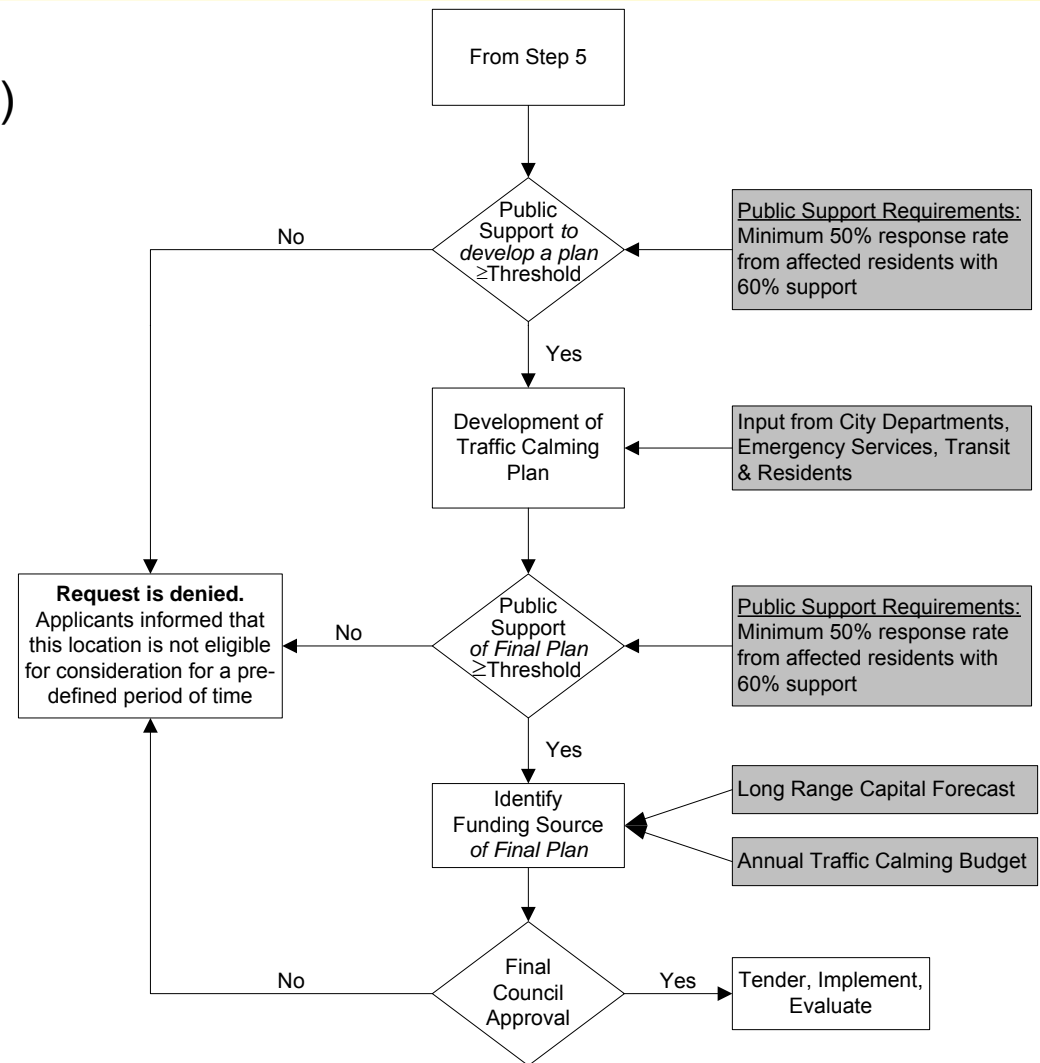 )
From Step 5
Public
Support to
develop a plan
≥Threshold
Public Support Requirements:
Minimum 50% response rate
from affected residents with
60% support
No
Yes
Development of
Traffic Calming
Plan
Input from City Departments,
Emergency Services, Transit
& Residents
Request is denied.
Applicants informed that
this location is not eligible
for consideration for a pre-
defined period of time
No
Public
Support
of Final Plan
≥Threshold
Public Support Requirements:
Minimum 50% response rate
from affected residents with
60% support
Yes
Identify
Funding Source
of Final Plan
Long Range Capital Forecast
Annual Traffic Calming Budget
No
Final
Council
Approval
Yes
Tender, Implement,
Evaluate